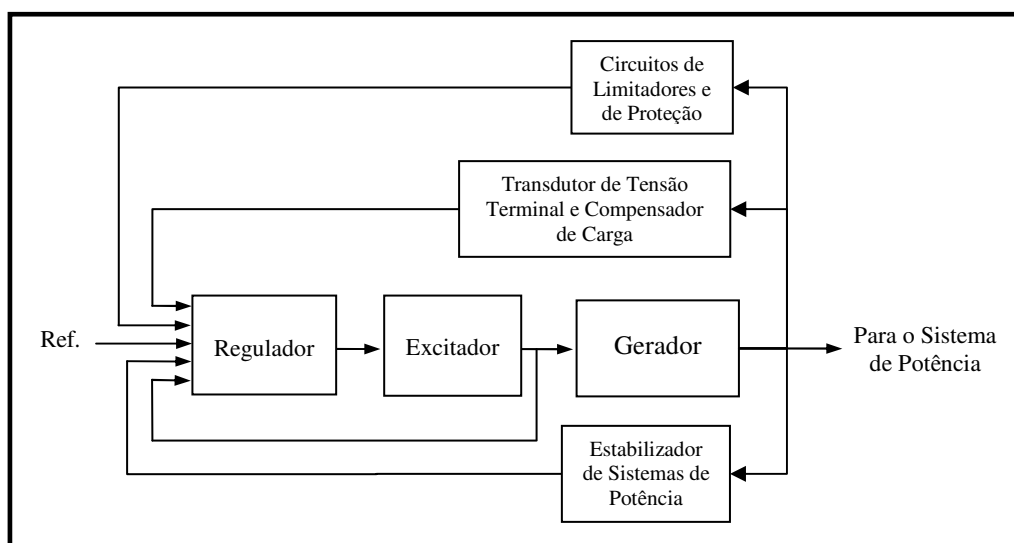 Circuitos de
Limitadores e
de Proteção
Transdutor de Tensão
Terminal e Compensador
de Carga
Ref.
Regulador
Excitador
Gerador
Para o Sistema
de Potência
Estabilizador
de Sistemas de
Potência